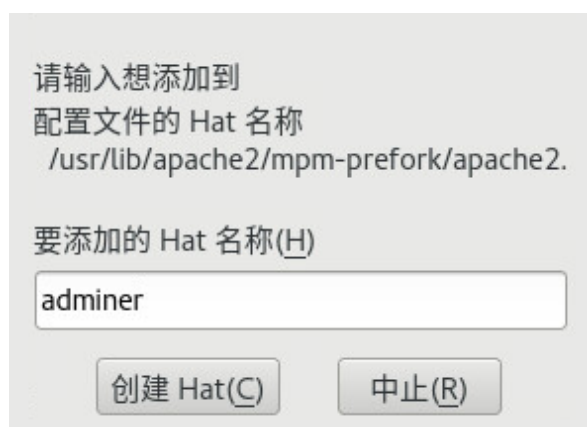 请输入想添加到
配置文件的 Hat 名称
/usr/lib/apache2/mpm-prefork/apache2.
要添加的 Hat 名称(H)
adminer
创建 Hat(C) 中止(R)